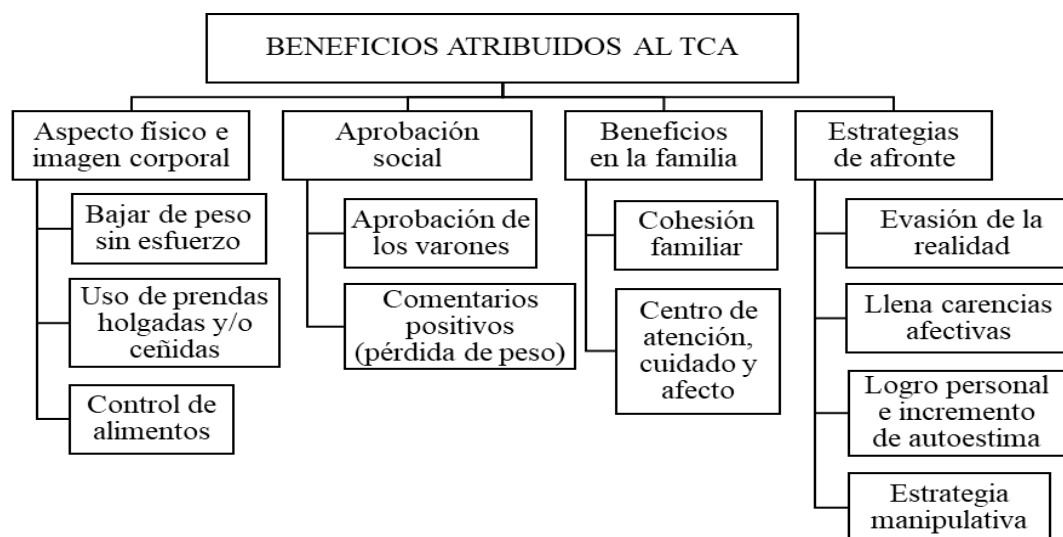 BENEFICIOS ATRIBUIDOS AL TCA
Aspecto físico e
imagen corporal
Bajar de peso
sin esfuerzo
Uso de prendas
holgadas y/o
ceñidas
Control de
alimentos
Aprobación
social
Aprobación de
los varones
Comentarios
positivos
(pérdida de peso)
Beneficios
en la familia
Cohesión
familiar
Centro de
atención,
cuidado y
afecto
Estrategias
de afronte
Evasión de la
realidad
Llena carencias
afectivas
Logro personal
e incremento
de autoestima
Estrategia
manipulativa